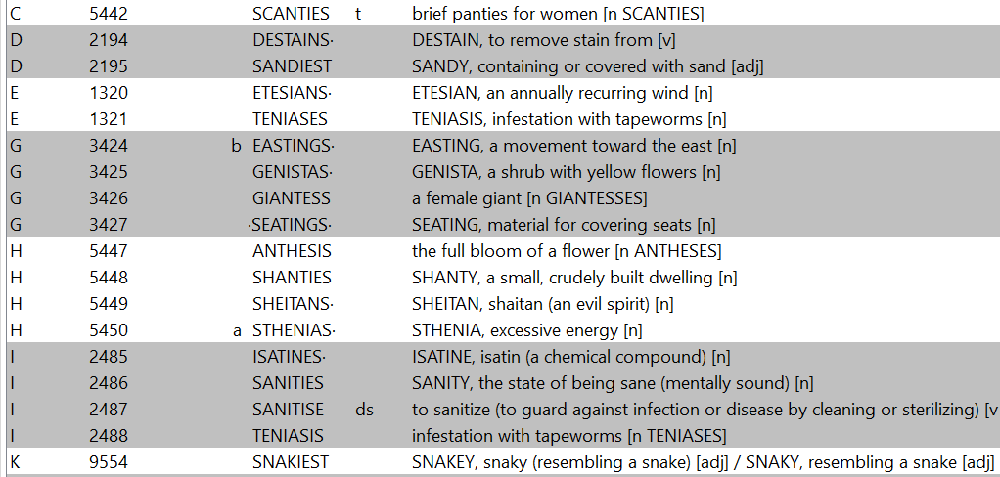 C 5442 SCANTIES t brief panties for women [n SCANTIES]
D 2194 DESTAINS· DESTAIN, to remove stain from [v]
D 2195 SANDIEST SANDY, containing or covered with sand [adj]
E 1320 ETESIANS· ETESIAN, an annually recurring wind [n]
E 1321 TENIASES TENIASIS, infestation with tapeworms [n]
G 3424 b EASTINGS· EASTING, a movement toward the east [n]
G 3425 GENISTAS· GENISTA, a shrub with yellow flowers [n]
G 3426 GIANTESS a female giant [n GIANTESSES]
G 3427 ·SEATINGS· SEATING, material for covering seats [n]
H 5447 ANTHESIS the full bloom of a flower [n ANTHESES]
H 5448 SHANTIES SHANTY, a small, crudely built dwelling [n]
H 5449 SHEITANS· SHEITAN, shaitan (an evil spirit) [n]
H 5450 a STHENIAS· STHENIA, excessive energy [n]
I 2485 ISATINES· ISATINE, isatin (a chemical compound) [n]
I 2486 SANITIES SANITY, the state of being sane (mentally sound) [n]
I 2487 SANITISE ds to sanitize (to guard against infection or disease by cleaning or sterilizing) [v
I 2488 TENIASIS infestation with tapeworms [n TENIASES]
K 9554 SNAKIEST SNAKEY, snaky (resembling a snake) [adj] / SNAKY, resembling a snake [adj]